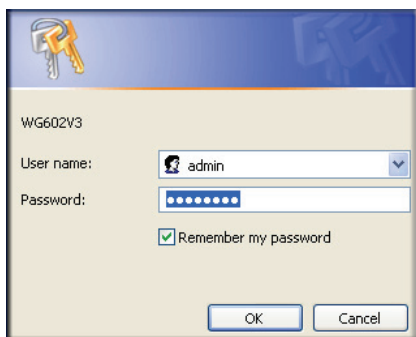 WG602V3
User name:
admin
Password:
••••••••
Remember my password
OK
Cancel